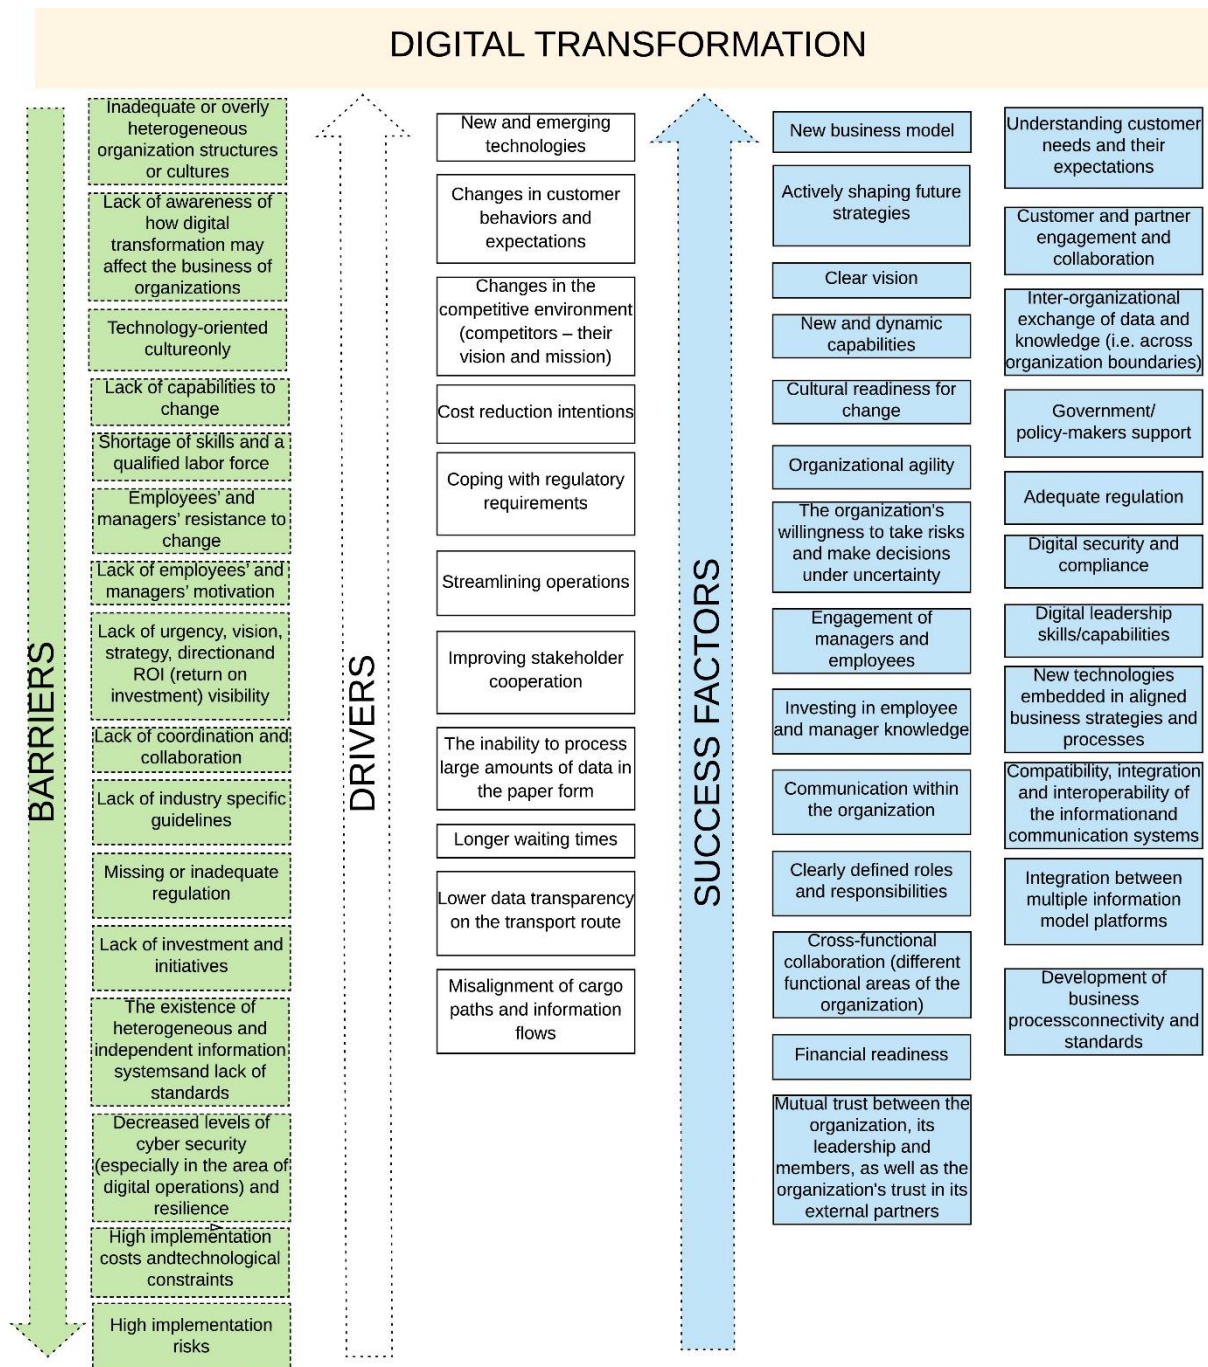 DIGITAL TRANSFORMATION
BARRIERS
Inadequate or overly
heterogeneous
organization structures
or cultures
Lack of awareness of
how digital
transformation may
affect the business of
organizations
Technology-oriented
cultureonly
Lack of capabilities to
change
Shortage of skills and a
qualified labor force
Employees’ and
managers’ resistance to
change
Lack of employees’ and
managers’ motivation
Lack of urgency, vision,
strategy, directionand
ROI (return on
investment) visibility
Lack of coordination and
collaboration
Lack of industry specific
guidelines
Missing or inadequate
regulation
Lack of investment and
initiatives
The existence of
heterogeneous and
independent information
systemsand lack of
standards
Decreased levels of
cyber security
(especially in the area of
digital operations) and
resilience
High implementation
costs andtechnological
constraints
High implementation
risks
DRIVERS
New and emerging
technologies
Changes in customer
behaviors and
expectations
Changes in the
competitive environment
(competitors – their
vision and mission)
Cost reduction intentions
Coping with regulatory
requirements
Streamlining operations
Improving stakeholder
cooperation
The inability to process
large amounts of data in
the paper form
Longer waiting times
Lower data transparency
on the transport route
Misalignment of cargo
paths and information
flows
SUCCESS FACTORS
New business model
Actively shaping future
strategies
Clear vision
New and dynamic
capabilities
Cultural readiness for
change
Organizational agility
The organization's
willingness to take risks
and make decisions
under uncertainty
Engagement of
managers and
employees
Investing in employee
and manager knowledge
Communication within
the organization
Clearly defined roles
and responsibilities
Cross-functional
collaboration (different
functional areas of the
organization)
Financial readiness
Mutual trust between the
organization, its
leadership and
members, as well as the
organization's trust in its
external partners
Understanding customer
needs and their
expectations
Customer and partner
engagement and
collaboration
Inter-organizational
exchange of data and
knowledge (i.e. across
organization boundaries)
Government/
policy-makers support
Adequate regulation
Digital security and
compliance
Digital leadership
skills/capabilities
New technologies
embedded in aligned
business strategies and
processes
Compatibility, integration
and interoperability of
the informationand
communication systems
Integration between
multiple information
model platforms
Development of
business
processconnectivity and
standards